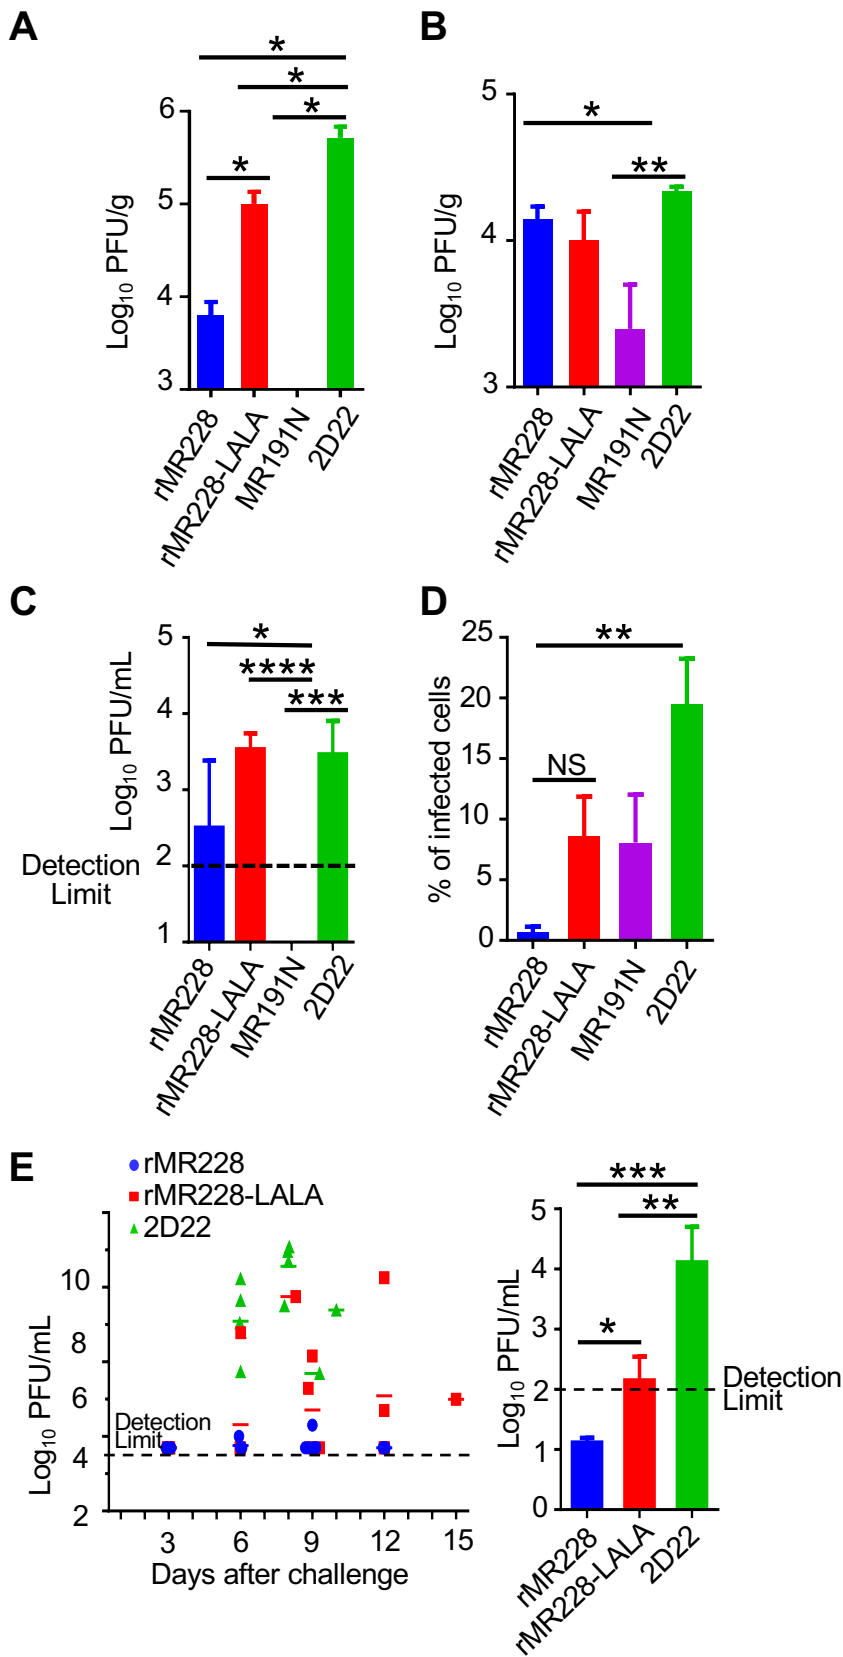 A
*
*
*
*
6
5
4
3
Log10 PFU/g
rMR228
rMR228-LALA
MR191N
2D22
B
*
**
5
4
3
Log10 PFU/g
rMR228
rMR228-LALA
MR191N
2D22
C
*
****
***
5
4
3
2
1
Log10 PFU/mL
Detection
Limit
rMR228
rMR228-LALA
MR191N
2D22
D
**
NS
25
20
15
10
5
0
% of infected cells
rMR228
rMR228-LALA
MR191N
2D22
E
rMR228
rMR228-LALA
2D22
10
8
6
4
2
Log10 PFU/mL
Detection
Limit
3 6 9 12 15
Days after challenge
***
**
*
5
4
3
2
1
0
Log10 PFU/mL
Detection
Limit
rMR228
rMR228-LALA
2D22